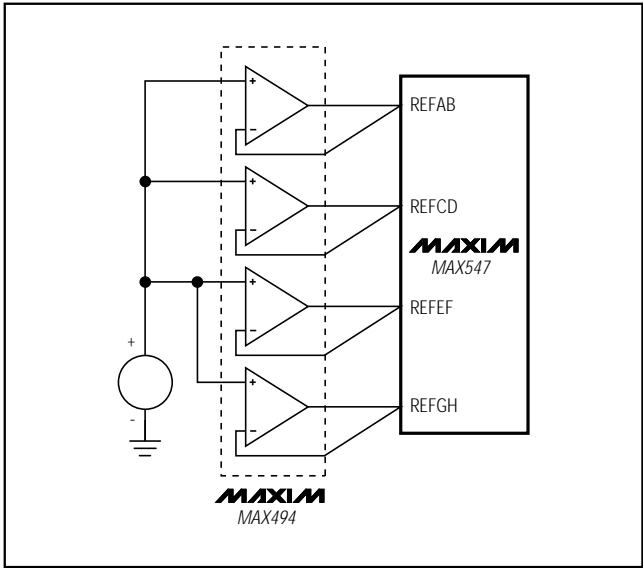 +
−
REFAB
+
−
REFCD
MAXIM
MAX547
+
−
REFEF
+
-
+
−
REFGH
MAXIM
MAX494